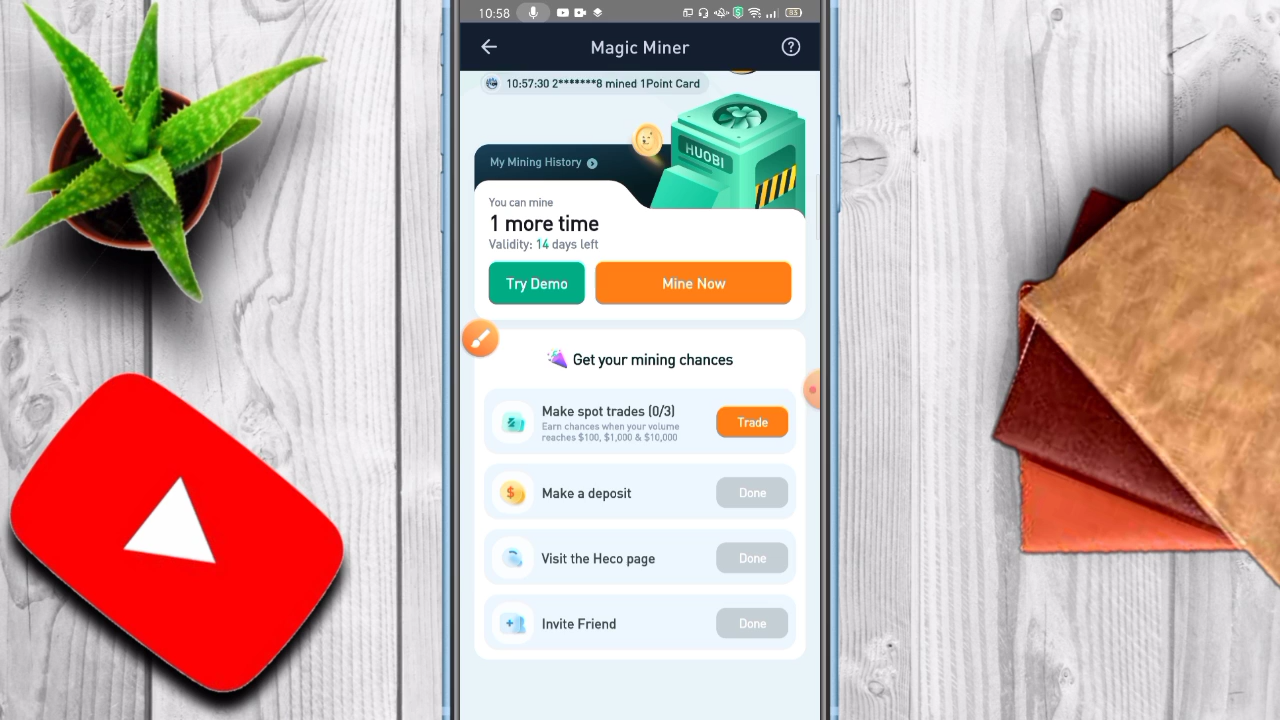 10:58
83
Magic Miner
10:57:30 2*******8 mined 1Point Card
HUOBI
My Mining History
You can mine
1 more time
Validity: 14 days left
Try Demo
Mine Now
Get your mining chances
Make spot trades (0/3)
Earn chances when your volume
reaches $100, $1,000 & $10,000
Trade
Make a deposit
Done
Visit the Heco page
Done
Invite Friend
Done